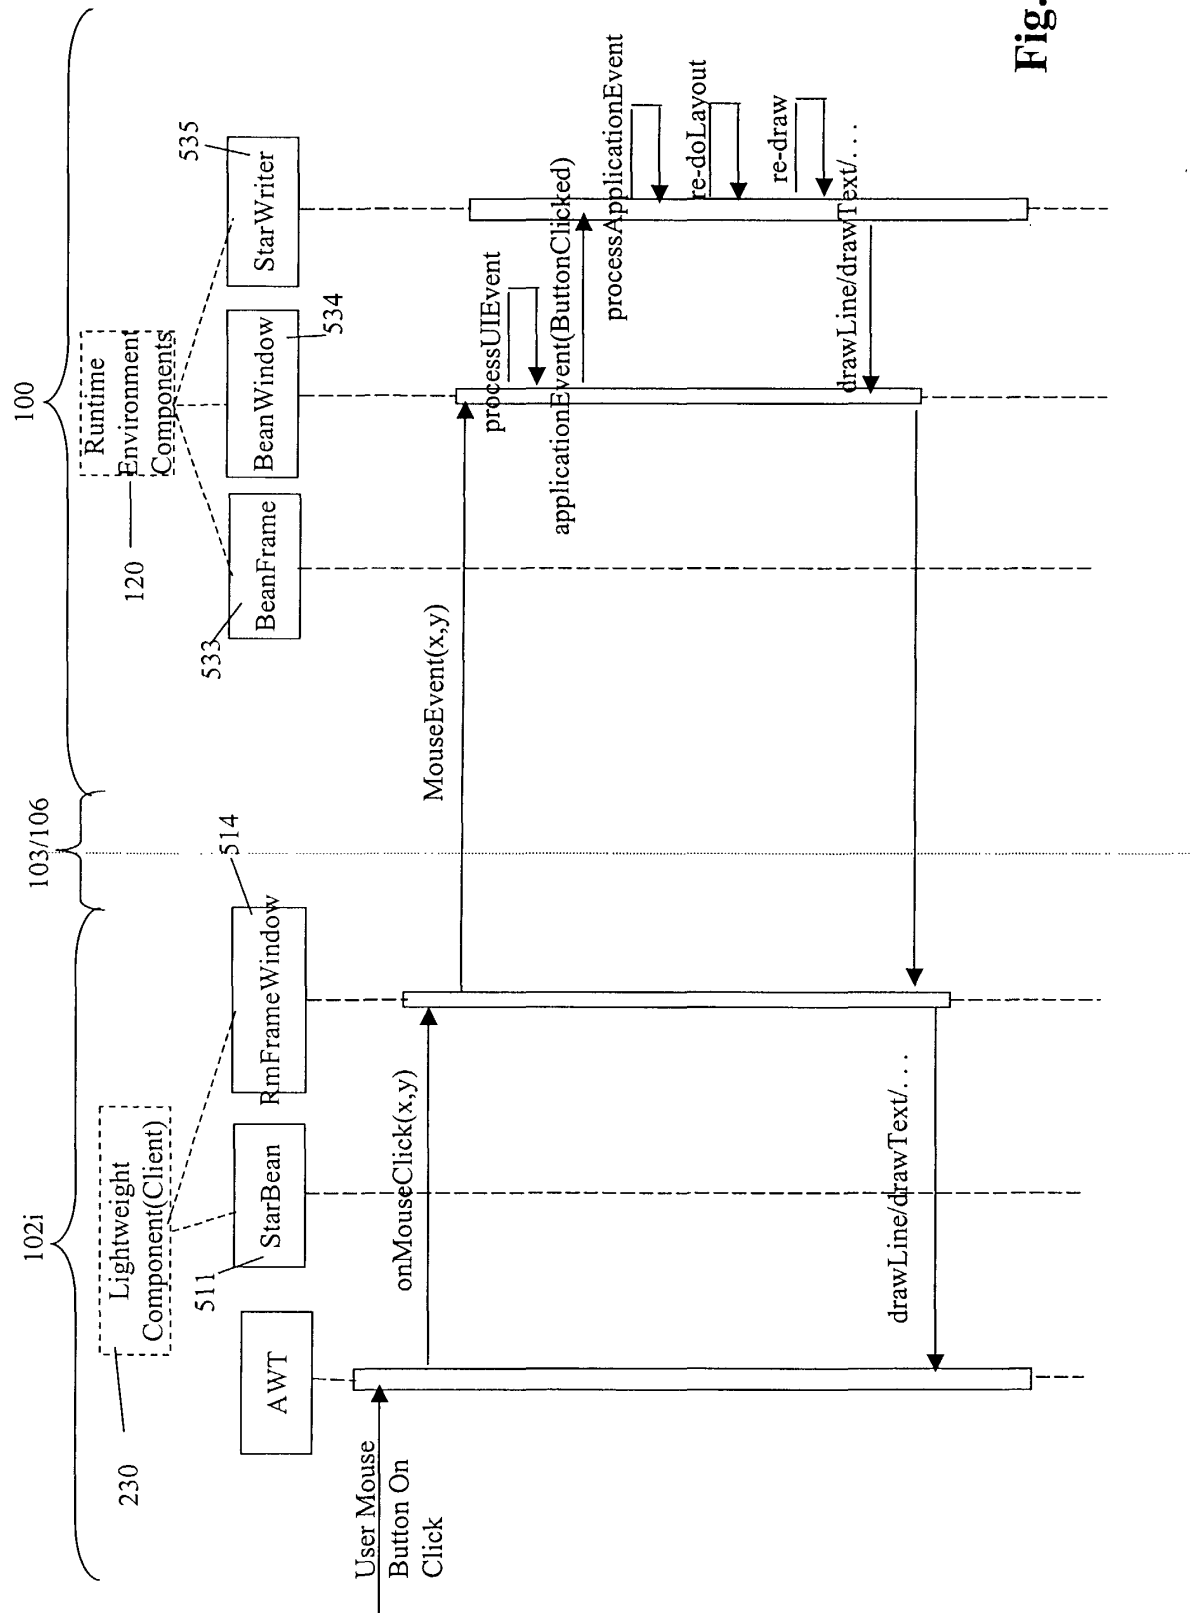 102i
103/106
100
230
Lightweight
Component(Client)
Runtime
Environment
Components
120
AWT
StarBean
511
RmFrameWindow
514
BeanFrame
533
BeanWindow
534
StarWriter
535
User Mouse
Button On
Click
onMouseClick(x,y)
MouseEvent(x,y)
processUIEvent
applicationEvent(ButtonClicked)
processApplicationEvent
re-doLayout
re-draw
drawLine/drawText/...
drawLine/drawText/...
Fig.